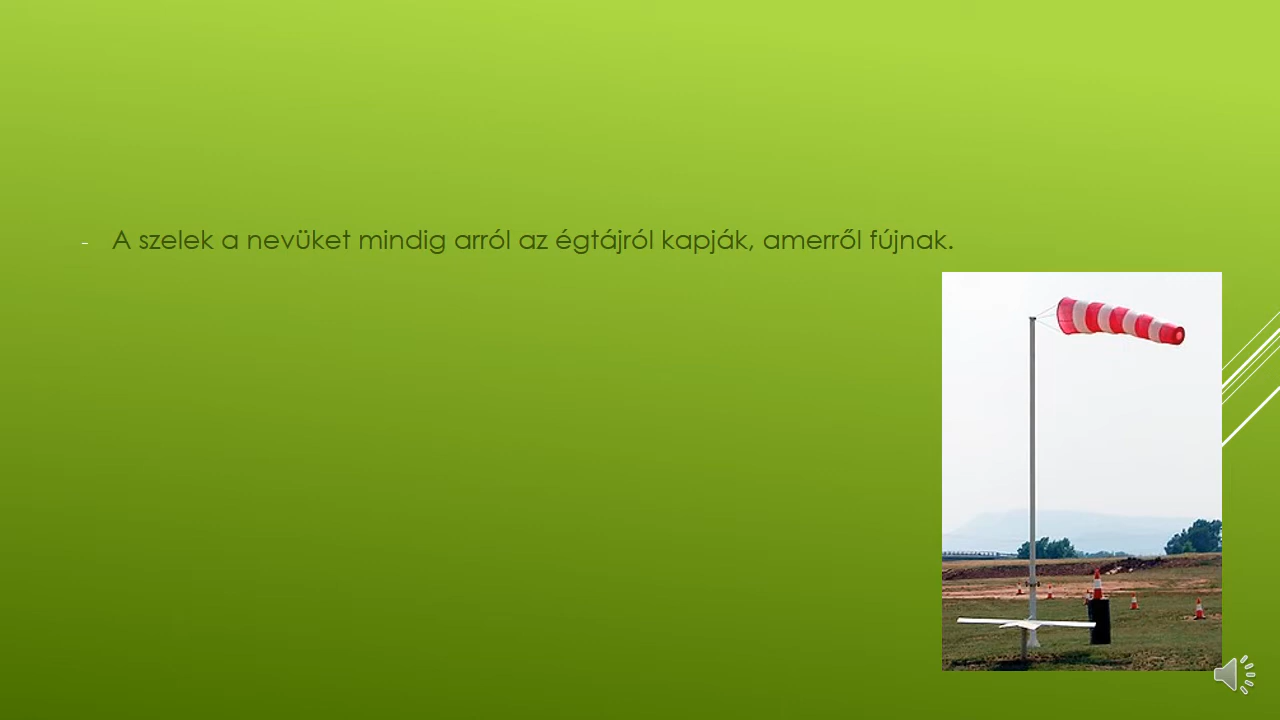 - A szelek a nevüket mindig arról az égtájról kapják, amerről fújnak.